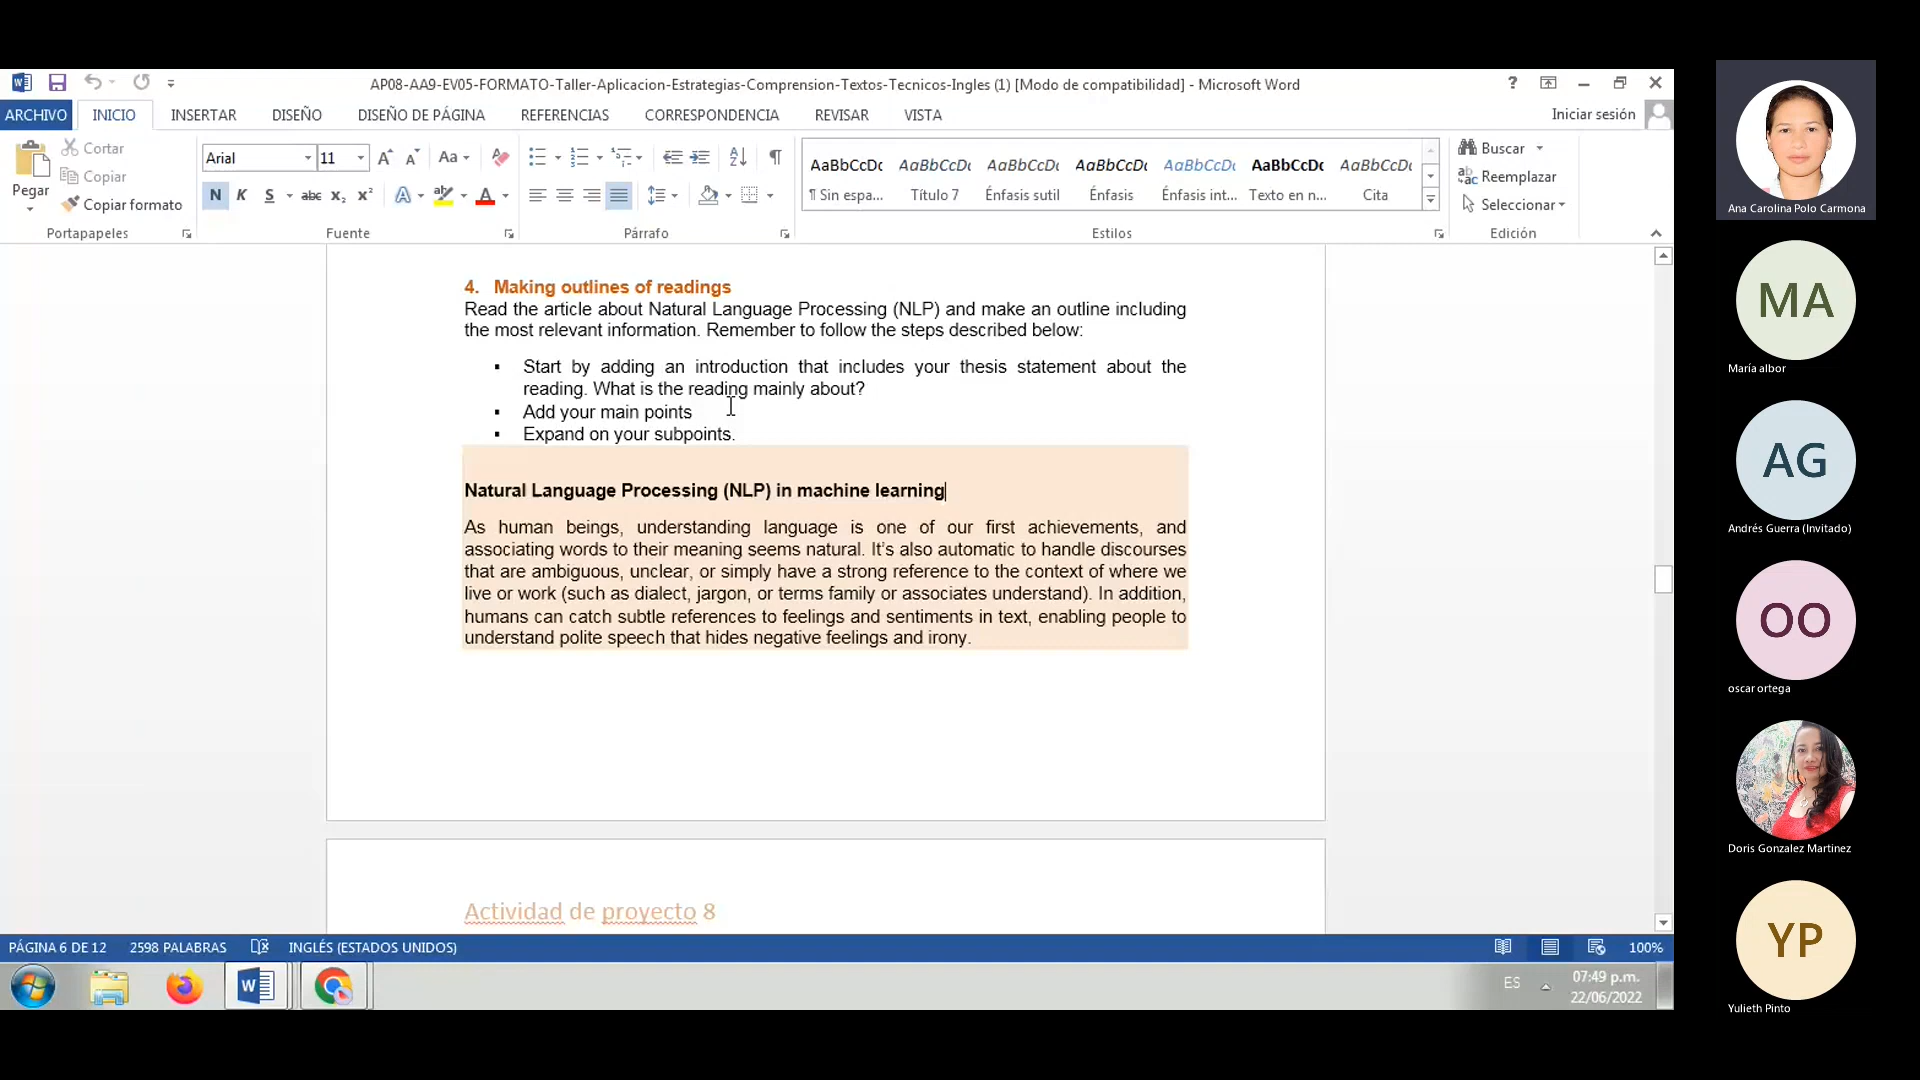 AP08-AA9-EV05-FORMATO-Taller-Aplicacion-Estrategias-Comprension-Textos-Tecnicos-Ingles (1) [Modo de compatibilidad] - Microsoft Word
ARCHIVO INICIO INSERTAR DISEÑO DISEÑO DE PÁGINA REFERENCIAS CORRESPONDENCIA REVISAR VISTA Iniciar sesión
Pegar
Cortar
Copiar
Copiar formato
Portapapeles
Arial 11
Fuente
Párrafo
AaBbCcDc AaBbCcDc AaBbCcDc AaBbCcDc AaBbCcDc AaBbCcDc AaBbCcDc
¶ Sin espa... Título 7 Énfasis sutil Énfasis Énfasis int... Texto en n... Cita
Estilos
Buscar
Reemplazar
Seleccionar
Edición
4. Making outlines of readings
Read the article about Natural Language Processing (NLP) and make an outline including
the most relevant information. Remember to follow the steps described below:
▪ Start by adding an introduction that includes your thesis statement about the
reading. What is the reading mainly about?
▪ Add your main points
▪ Expand on your subpoints.
Natural Language Processing (NLP) in machine learning
As human beings, understanding language is one of our first achievements, and
associating words to their meaning seems natural. It’s also automatic to handle discourses
that are ambiguous, unclear, or simply have a strong reference to the context of where we
live or work (such as dialect, jargon, or terms family or associates understand). In addition,
humans can catch subtle references to feelings and sentiments in text, enabling people to
understand polite speech that hides negative feelings and irony.
Actividad de proyecto 8
PÁGINA 6 DE 12 2598 PALABRAS INGLÉS (ESTADOS UNIDOS) 100%
ES
07:49 p.m.
22/06/2022
Ana Carolina Polo Carmona
MA
María albor
AG
Andrés Guerra (Invitado)
OO
oscar ortega
Doris Gonzalez Martinez
YP
Yulieth Pinto